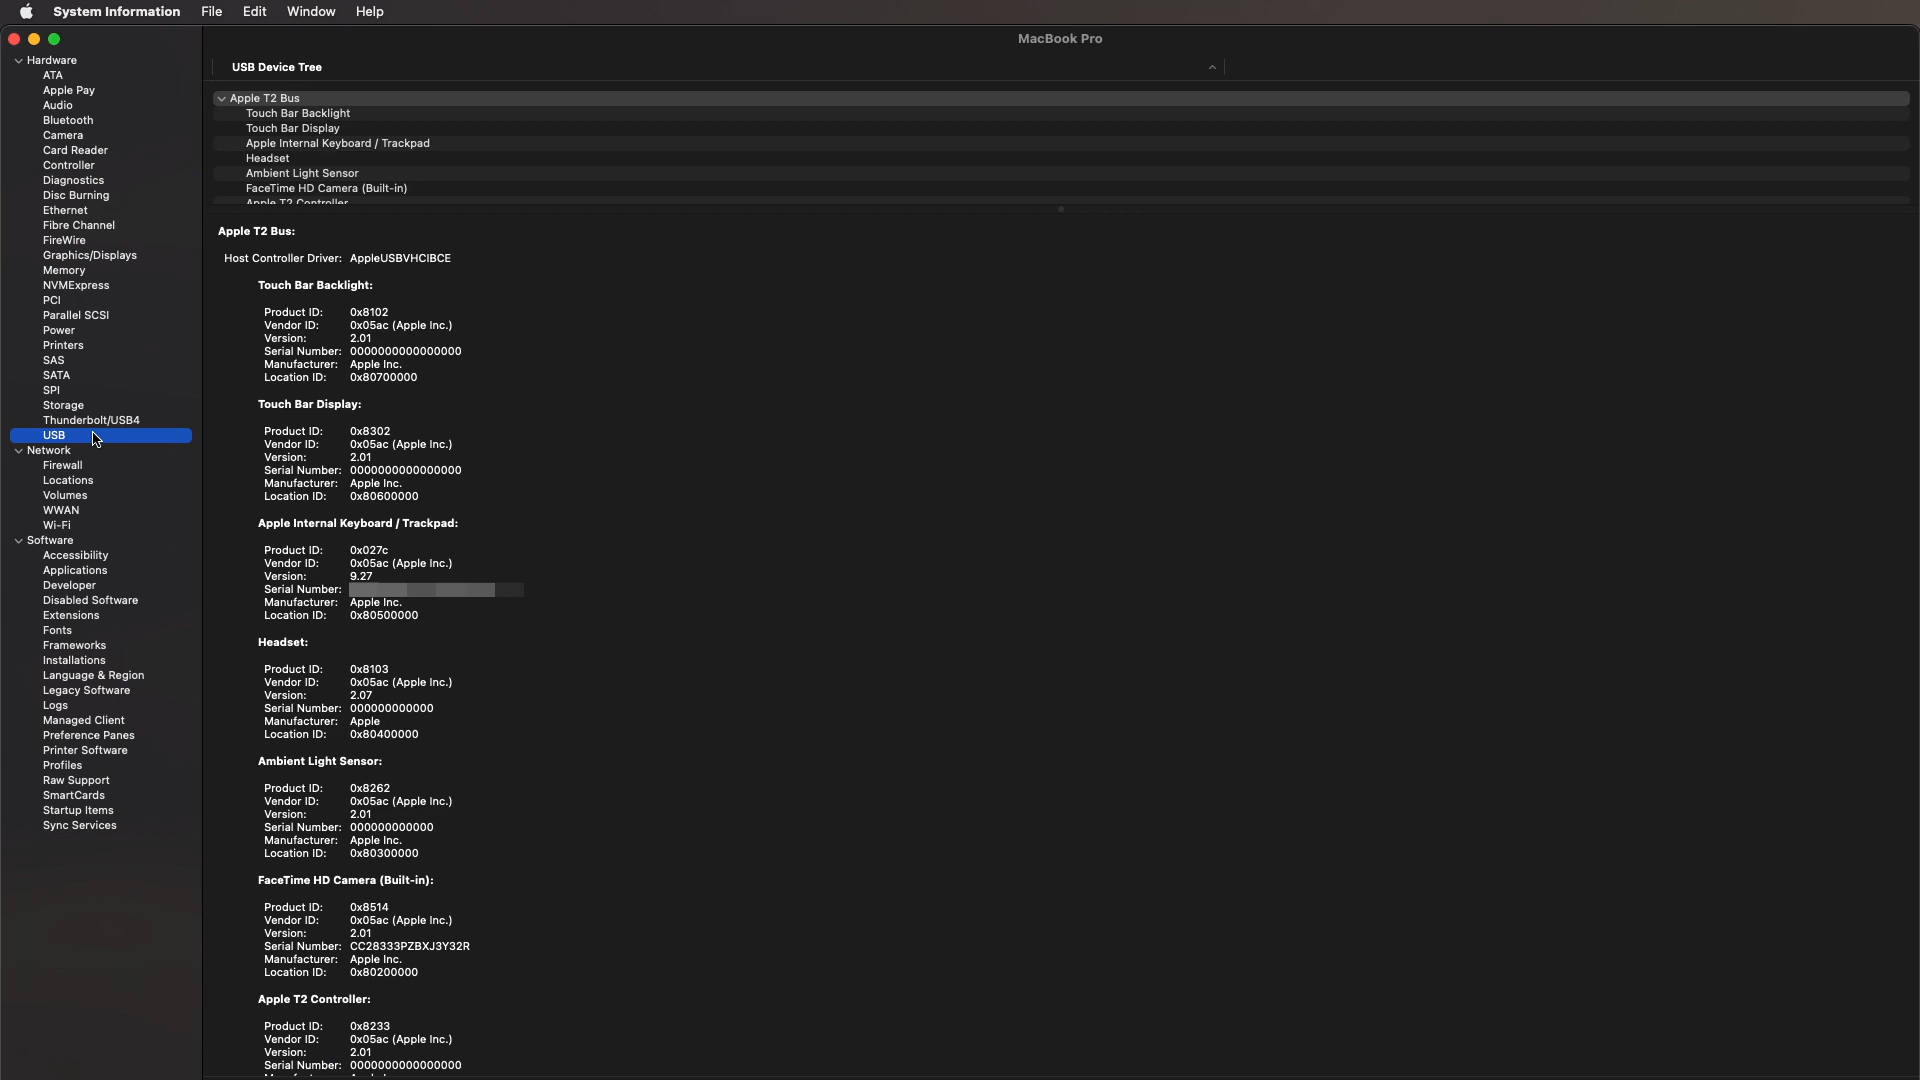 System Information File Edit Window Help
MacBook Pro
Hardware
ATA
Apple Pay
Audio
Bluetooth
Camera
Card Reader
Controller
Diagnostics
Disc Burning
Ethernet
Fibre Channel
FireWire
Graphics/Displays
Memory
NVMExpress
PCI
Parallel SCSI
Power
Printers
SAS
SATA
SPI
Storage
Thunderbolt/USB4
USB
Network
Firewall
Locations
Volumes
WWAN
Wi-Fi
Software
Accessibility
Applications
Developer
Disabled Software
Extensions
Fonts
Frameworks
Installations
Language & Region
Legacy Software
Logs
Managed Client
Preference Panes
Printer Software
Profiles
Raw Support
SmartCards
Startup Items
Sync Services
USB Device Tree
Apple T2 Bus
Touch Bar Backlight
Touch Bar Display
Apple Internal Keyboard / Trackpad
Headset
Ambient Light Sensor
FaceTime HD Camera (Built-in)
Apple T2 Controller
Apple T2 Bus:
Host Controller Driver: AppleUSBVHCIBCE
Touch Bar Backlight:
Product ID: 0x8102
Vendor ID: 0x05ac (Apple Inc.)
Version: 2.01
Serial Number: 0000000000000000
Manufacturer: Apple Inc.
Location ID: 0x80700000
Touch Bar Display:
Product ID: 0x8302
Vendor ID: 0x05ac (Apple Inc.)
Version: 2.01
Serial Number: 0000000000000000
Manufacturer: Apple Inc.
Location ID: 0x80600000
Apple Internal Keyboard / Trackpad:
Product ID: 0x027c
Vendor ID: 0x05ac (Apple Inc.)
Version: 9.27
Serial Number:
Manufacturer: Apple Inc.
Location ID: 0x80500000
Headset:
Product ID: 0x8103
Vendor ID: 0x05ac (Apple Inc.)
Version: 2.07
Serial Number: 000000000000
Manufacturer: Apple
Location ID: 0x80400000
Ambient Light Sensor:
Product ID: 0x8262
Vendor ID: 0x05ac (Apple Inc.)
Version: 2.01
Serial Number: 000000000000
Manufacturer: Apple Inc.
Location ID: 0x80300000
FaceTime HD Camera (Built-in):
Product ID: 0x8514
Vendor ID: 0x05ac (Apple Inc.)
Version: 2.01
Serial Number: CC28333PZBXJ3Y32R
Manufacturer: Apple Inc.
Location ID: 0x80200000
Apple T2 Controller:
Product ID: 0x8233
Vendor ID: 0x05ac (Apple Inc.)
Version: 2.01
Serial Number: 0000000000000000